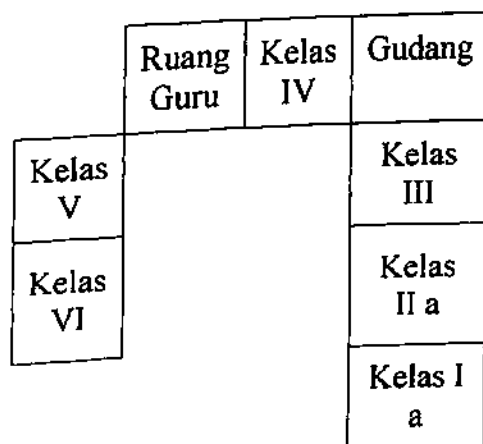 Ruang
Guru
Kelas
IV
Gudang
Kelas
V
Kelas
III
Kelas
VI
Kelas
II a
Kelas I
a